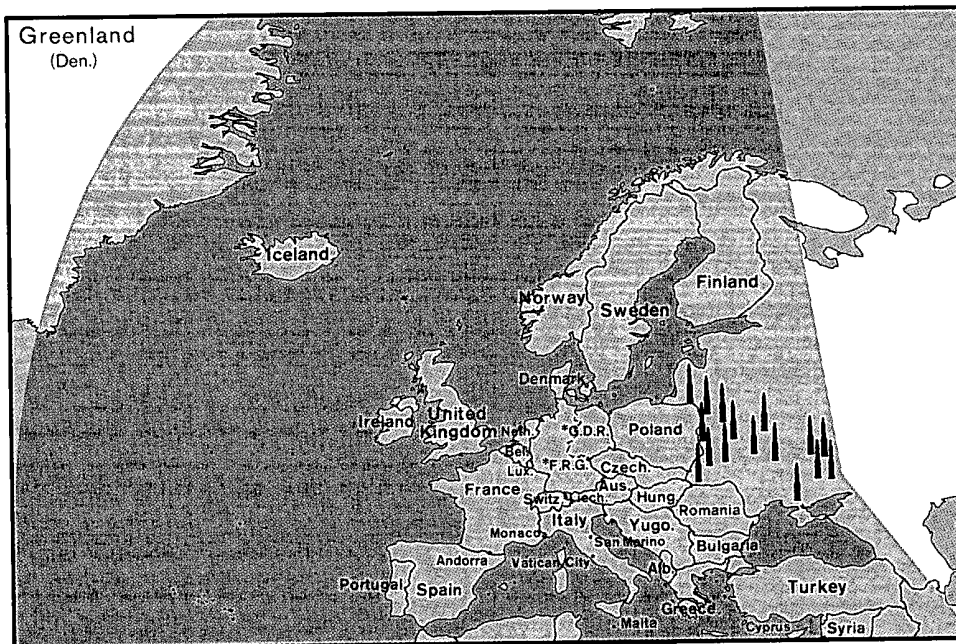 Greenland
(Den.)
Iceland
Norway
Sweden
Finland
Denmark
Ireland
United
Kingdom
Neth.
*G.D.R.
Poland
Bel.
Lux.
*F.R.G.*
Czech.
France
Switz.
Liech.
Aus.
Hung.
Romania
Italy
Yugo.
Monaco
San Marino
Bulgaria
Andorra
Vatican City
Alb.
Portugal
Spain
Greece
Turkey
Malta
Cyprus
Syria